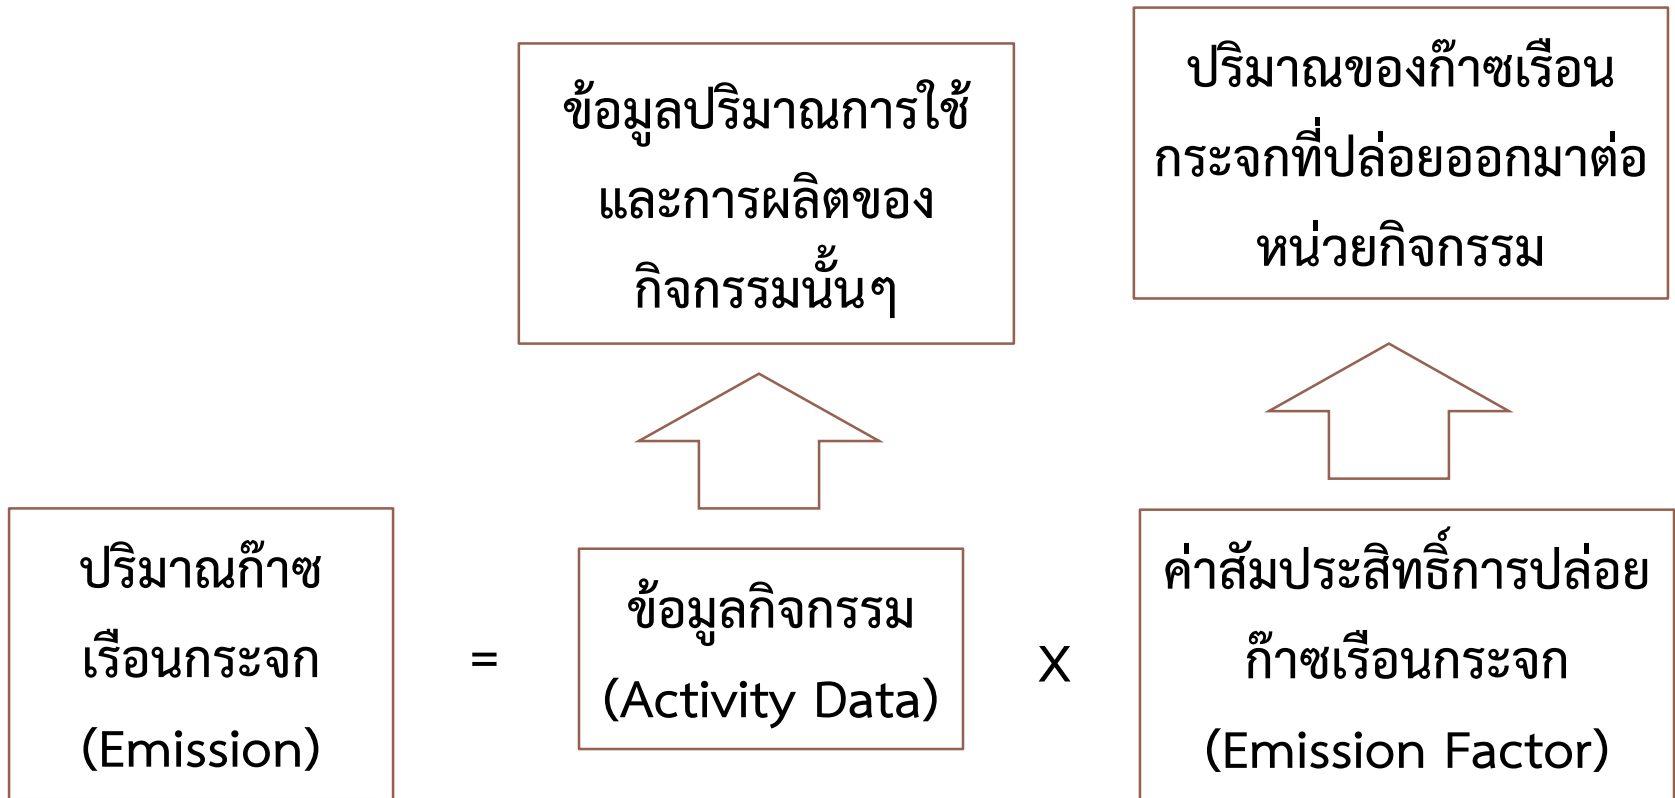 ข้อมูลปริมาณการใช้
และการผลิตของ
กิจกรรมนั้นๆ
ปริมาณของก๊าซเรือน
กระจกที่ปล่อยออกมาต่อ
หน่วยกิจกรรม
ปริมาณก๊าซ
เรือนกระจก
(Emission)
=
ข้อมูลกิจกรรม
(Activity Data)
X
ค่าสัมประสิทธิ์การปล่อย
ก๊าซเรือนกระจก
(Emission Factor)